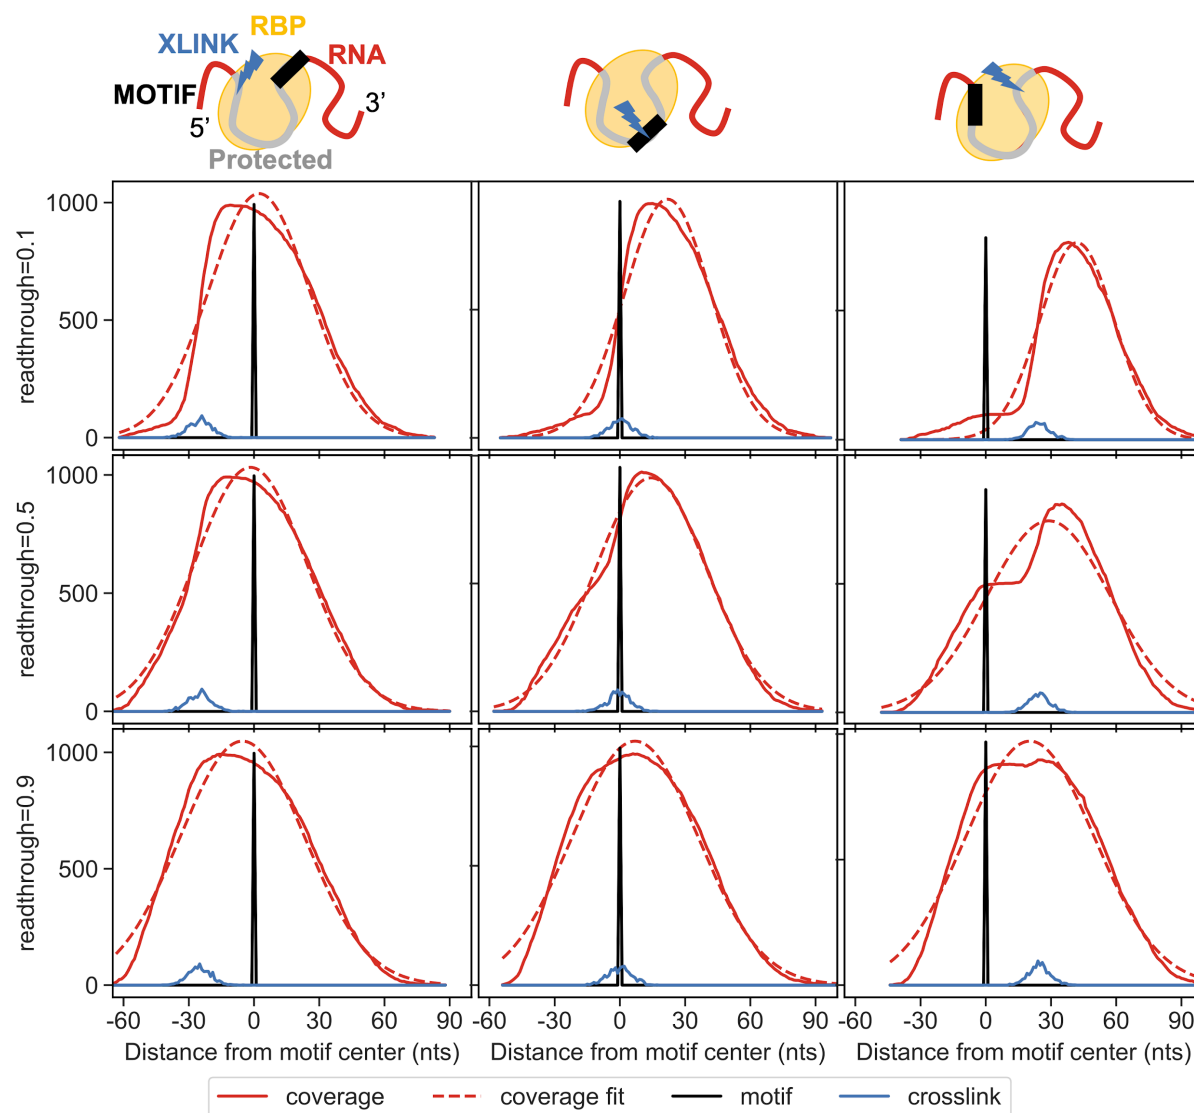 RBP
XLINK
RNA
MOTIF
3’
5’
Protected
readthrough=0.1
1000
500
0
readthrough=0.5
1000
500
0
readthrough=0.9
1000
500
0
-60 -30 0 30 60 90 -60 -30 0 30 60 90 -60 -30 0 30 60 90
Distance from motif center (nts) Distance from motif center (nts) Distance from motif center (nts)
coverage coverage fit motif crosslink